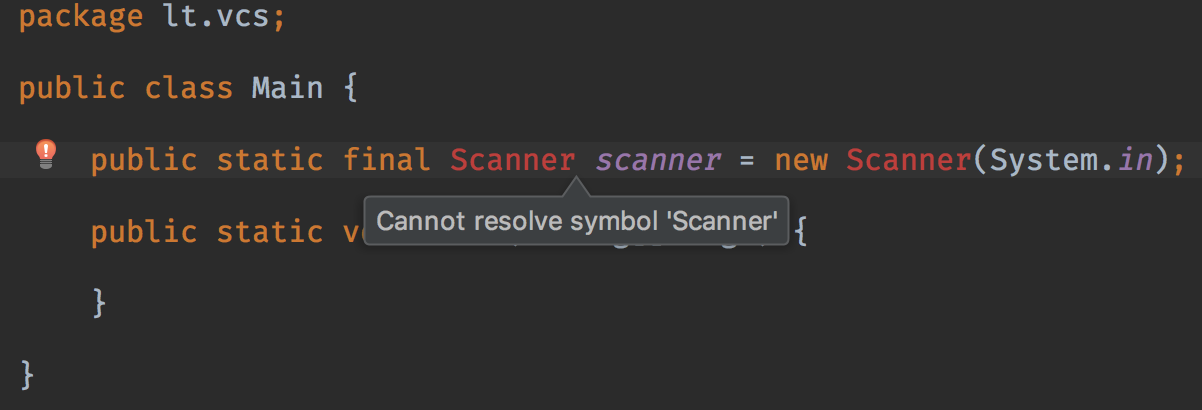 package lt.vcs;
public class Main {
public static final Scanner scanner = new Scanner(System.in);
Cannot resolve symbol 'Scanner'
public static {
}
}